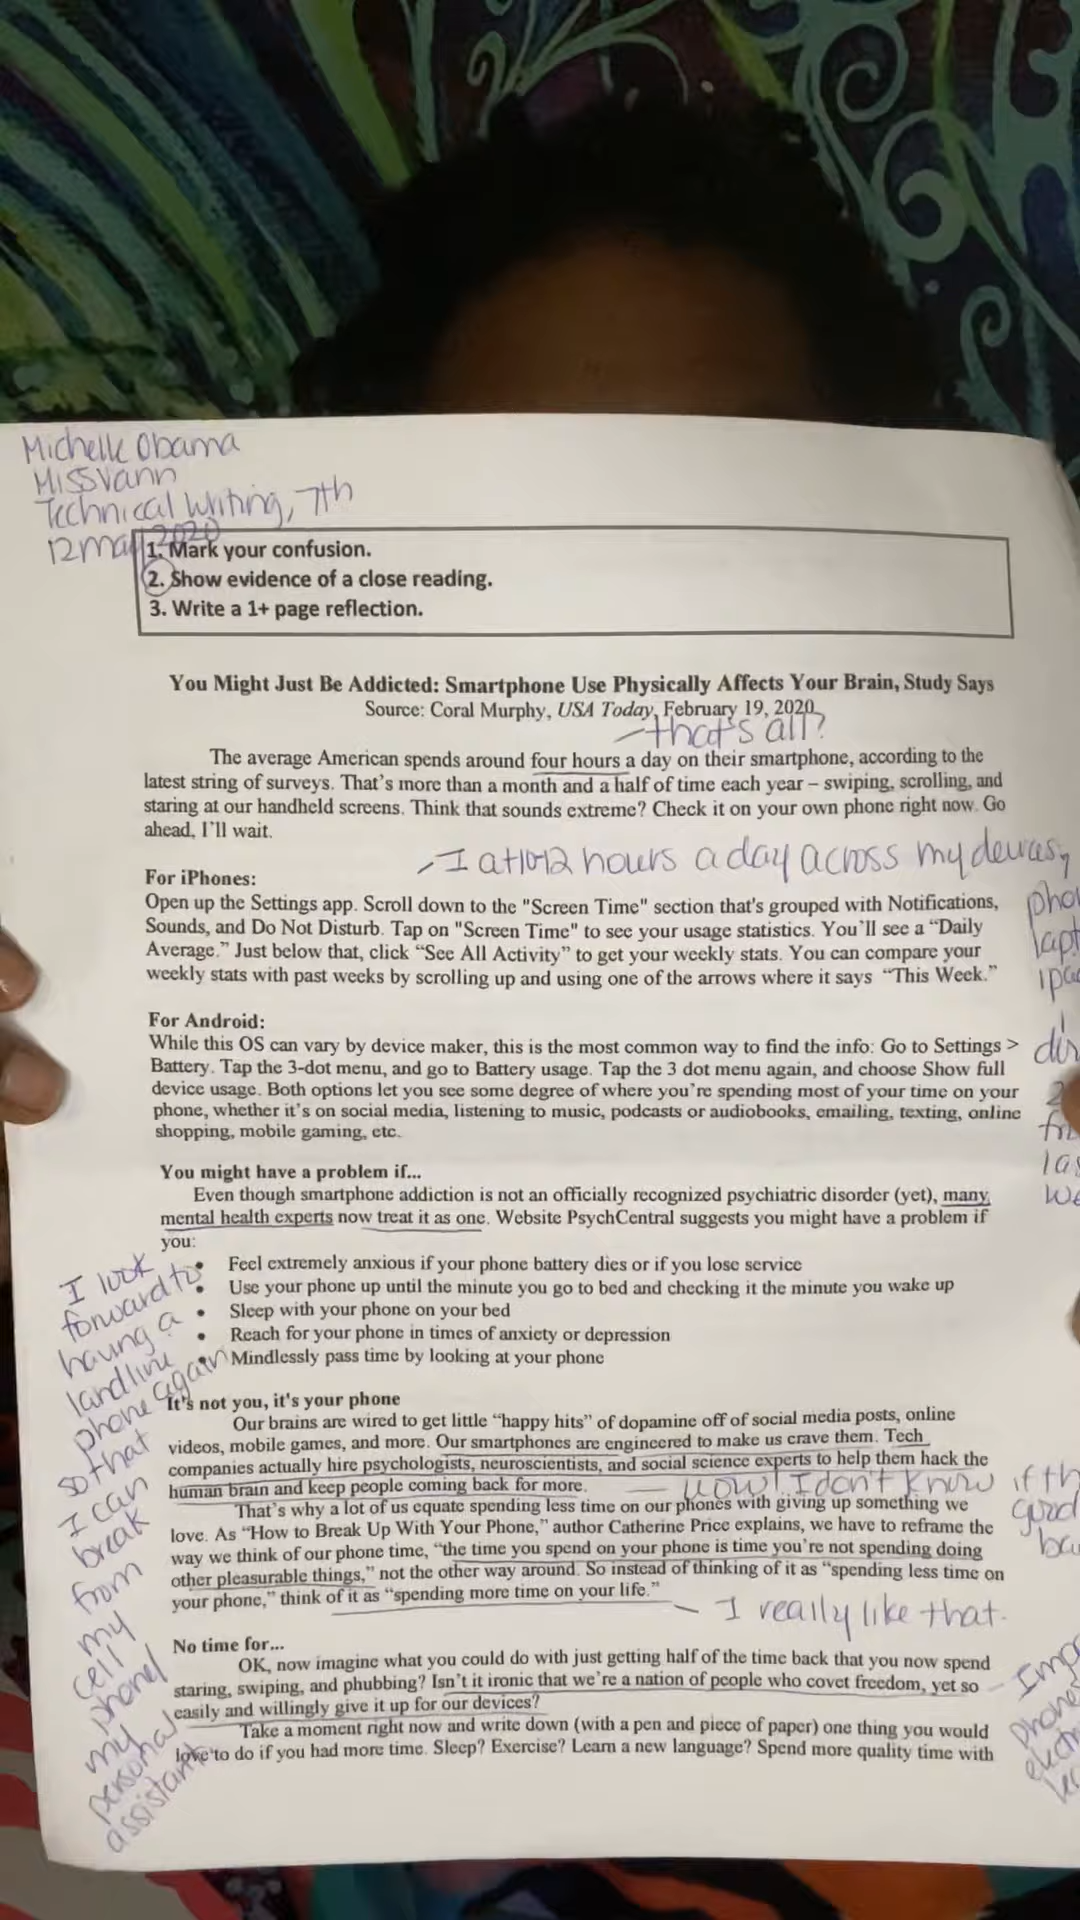 Michelle Obama
MissVann
Technical Writing, 7th
12 May 2020
1. Mark your confusion.
2. Show evidence of a close reading.
3. Write a 1+ page reflection.
You Might Just Be Addicted: Smartphone Use Physically Affects Your Brain, Study Says
Source: Coral Murphy, USA Today, February 19, 2020
that's all?
The average American spends around four hours a day on their smartphone, according to the
latest string of surveys. That's more than a month and a half of time each year – swiping, scrolling, and
staring at our handheld screens. Think that sounds extreme? Check it on your own phone right now. Go
ahead, I'll wait.
I at 10-12 hours a day across my devices,
For iPhones:
Open up the Settings app. Scroll down to the "Screen Time" section that's grouped with Notifications,
Sounds, and Do Not Disturb. Tap on "Screen Time" to see your usage statistics. You'll see a “Daily
Average.” Just below that, click “See All Activity” to get your weekly stats. You can compare your
weekly stats with past weeks by scrolling up and using one of the arrows where it says “This Week.”
For Android:
While this OS can vary by device maker, this is the most common way to find the info: Go to Settings >
Battery. Tap the 3-dot menu, and go to Battery usage. Tap the 3 dot menu again, and choose Show full
device usage. Both options let you see some degree of where you're spending most of your time on your
phone, whether it's on social media, listening to music, podcasts or audiobooks, emailing, texting, online
shopping, mobile gaming, etc.
You might have a problem if...
Even though smartphone addiction is not an officially recognized psychiatric disorder (yet), many
mental health experts now treat it as one. Website PsychCentral suggests you might have a problem if
you:
• Feel extremely anxious if your phone battery dies or if you lose service
• Use your phone up until the minute you go to bed and checking it the minute you wake up
• Sleep with your phone on your bed
• Reach for your phone in times of anxiety or depression
• Mindlessly pass time by looking at your phone
I look
forward to
having a
landline
phone again
so that
I can
break
from
my
cell
phone/
my
personal
assistant
It's not you, it's your phone
Our brains are wired to get little “happy hits” of dopamine off of social media posts, online
videos, mobile games, and more. Our smartphones are engineered to make us crave them. Tech
companies actually hire psychologists, neuroscientists, and social science experts to help them hack the
human brain and keep people coming back for more.
wow! I don't know if
That's why a lot of us equate spending less time on our phones with giving up something we
love. As “How to Break Up With Your Phone,” author Catherine Price explains, we have to reframe the
way we think of our phone time, “the time you spend on your phone is time you're not spending doing
other pleasurable things,” not the other way around. So instead of thinking of it as “spending less time on
your phone,” think of it as “spending more time on your life.”
I really like that.
No time for...
OK, now imagine what you could do with just getting half of the time back that you now spend
staring, swiping, and phubbing? Isn't it ironic that we're a nation of people who covet freedom, yet so
easily and willingly give it up for our devices?
Take a moment right now and write down (with a pen and piece of paper) one thing you would
love to do if you had more time. Sleep? Exercise? Learn a new language? Spend more quality time with